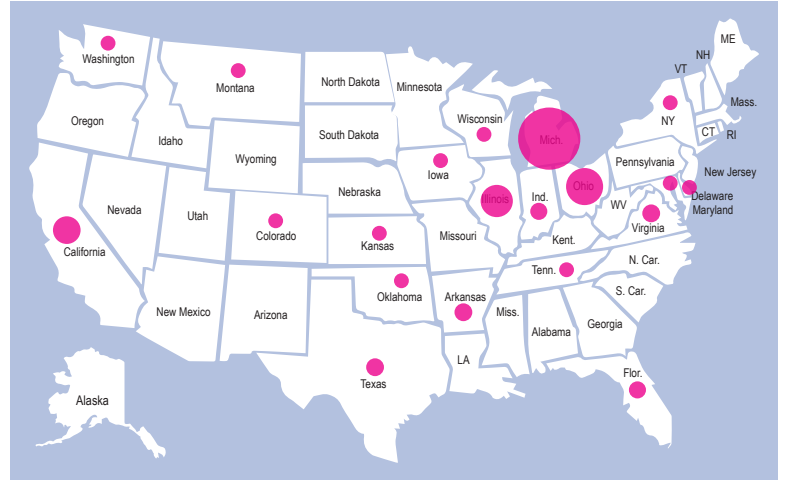 ME
NH
VT
Washington
North Dakota
Minnesota
Montana
Mass.
Oregon
Wisconsin
NY
South Dakota
Mich.
CT
RI
Idaho
Wyoming
Pennsylvania
New Jersey
Iowa
Nebraska
Ohio
Illinois
Ind.
Delaware
Nevada
Utah
WV
Maryland
Colorado
Kansas
Missouri
Virginia
California
Kent.
N. Car.
Tenn.
S. Car.
Oklahoma
Arkansas
New Mexico
Arizona
Miss.
Alabama
Georgia
LA
Flor.
Texas
Alaska